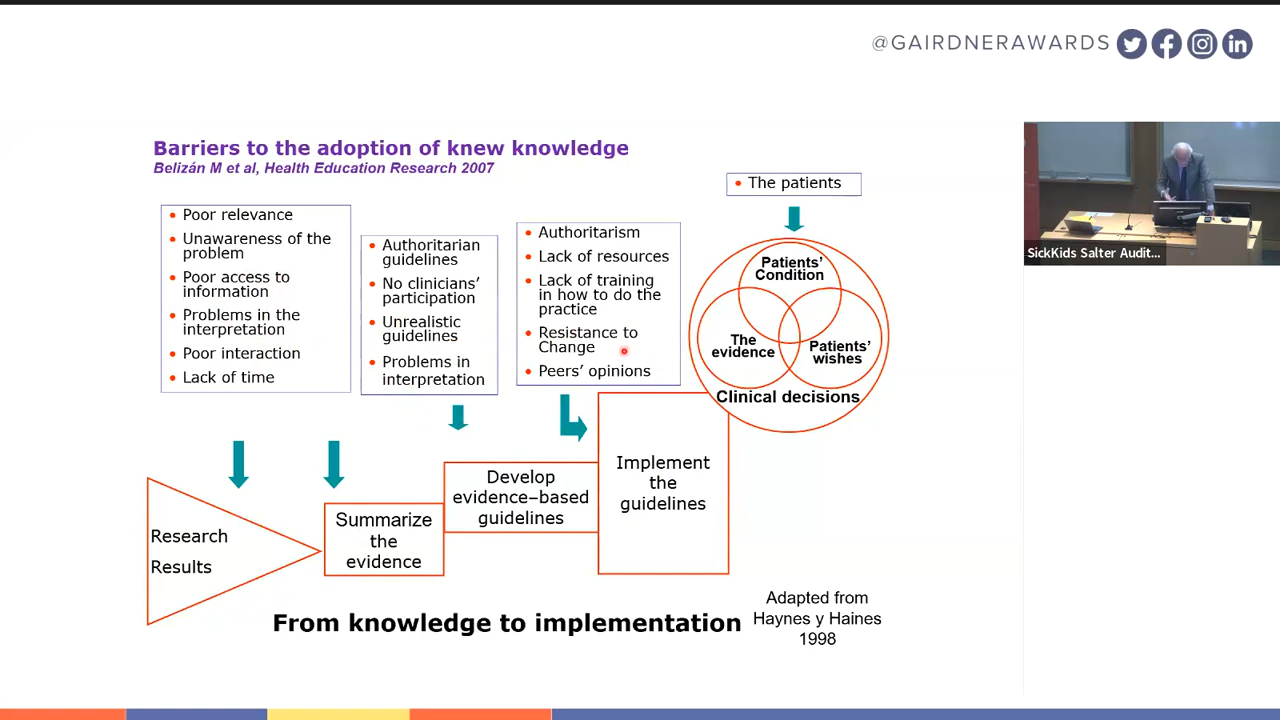 @GAIRDNERAWARDS
Barriers to the adoption of knew knowledge
Belizán M et al, Health Education Research 2007
• Poor relevance
• Unawareness of the
problem
• Poor access to
information
• Problems in the
interpretation
• Poor interaction
• Lack of time
• Authoritarian
guidelines
• No clinicians’
participation
• Unrealistic
guidelines
• Problems in
interpretation
• Authoritarism
• Lack of resources
• Lack of training
in how to do the
practice
• Resistance to
Change
• Peers’ opinions
• The patients
Patients’
Condition
The
evidence
Patients’
wishes
Clinical decisions
Research
Results
Summarize
the
evidence
Develop
evidence–based
guidelines
Implement
the
guidelines
From knowledge to implementation
Adapted from
Haynes y Haines
1998
SickKids Salter Audit...